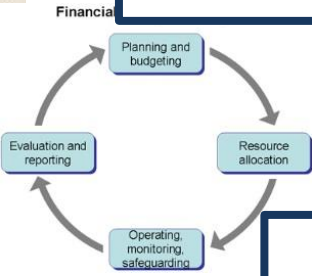 Financial
Planning and
budgeting
Evaluation and
reporting
Resource
allocation
Operating,
monitoring,
safeguarding